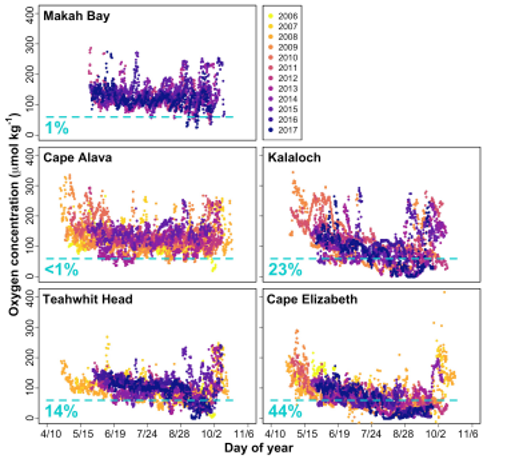 Makah Bay
1%
2006
2007
2008
2009
2010
2011
2012
2013
2014
2015
2016
2017
Cape Alava
<1%
Kalaloch
23%
Teahwhit Head
14%
Cape Elizabeth
44%
0 100 200 300 400
0 100 200 300 400
0 100 200 300 400
Oxygen concentration (μmol kg⁻¹)
4/10 5/15 6/19 7/24 8/28 10/2 11/6
4/10 5/15 6/19 7/24 8/28 10/2 11/6
Day of year